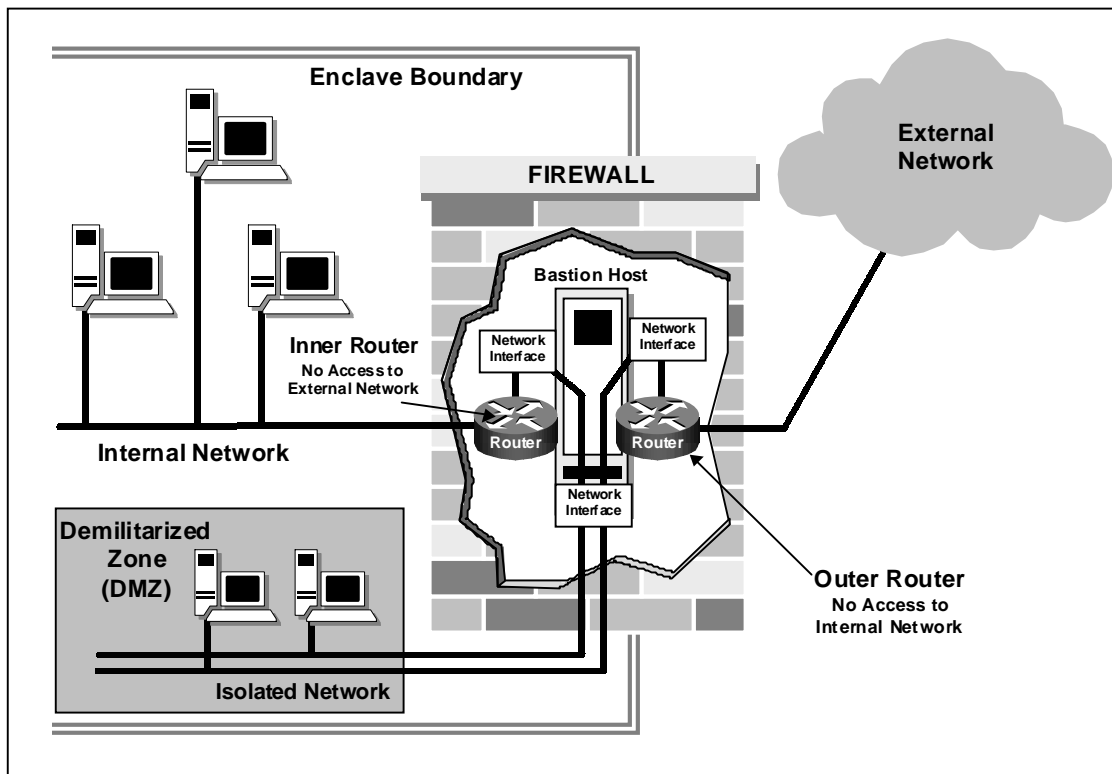 Enclave Boundary
External
Network
FIREWALL
Bastion Host
Network
Interface
Network
Interface
Inner Router
No Access to
External Network
Router
Router
Internal Network
Network
Interface
Demilitarized
Zone
(DMZ)
Outer Router
No Access to
Internal Network
Isolated Network